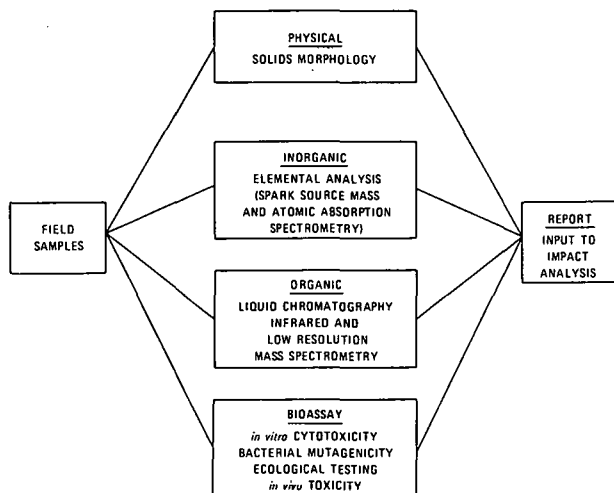 PHYSICAL
SOLIDS MORPHOLOGY
INORGANIC
ELEMENTAL ANALYSIS
(SPARK SOURCE MASS
AND ATOMIC ABSORPTION
SPECTROMETRY)
FIELD
SAMPLES
REPORT
INPUT TO
IMPACT
ANALYSIS
ORGANIC
LIQUID CHROMATOGRAPHY
INFRARED AND
LOW RESOLUTION
MASS SPECTROMETRY
BIOASSAY
in vitro CYTOTOXICITY
BACTERIAL MUTAGENICITY
ECOLOGICAL TESTING
in vivo TOXICITY